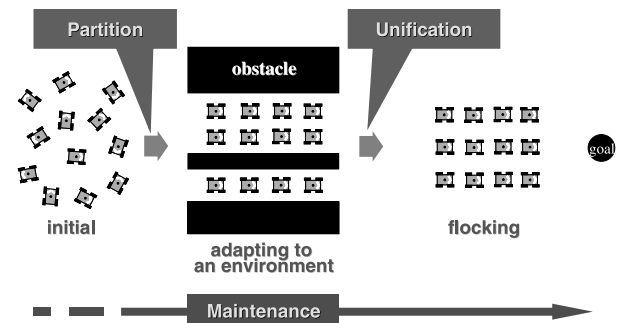 Partition
Unification
obstacle
goal
initial
adapting to
an environment
flocking
Maintenance